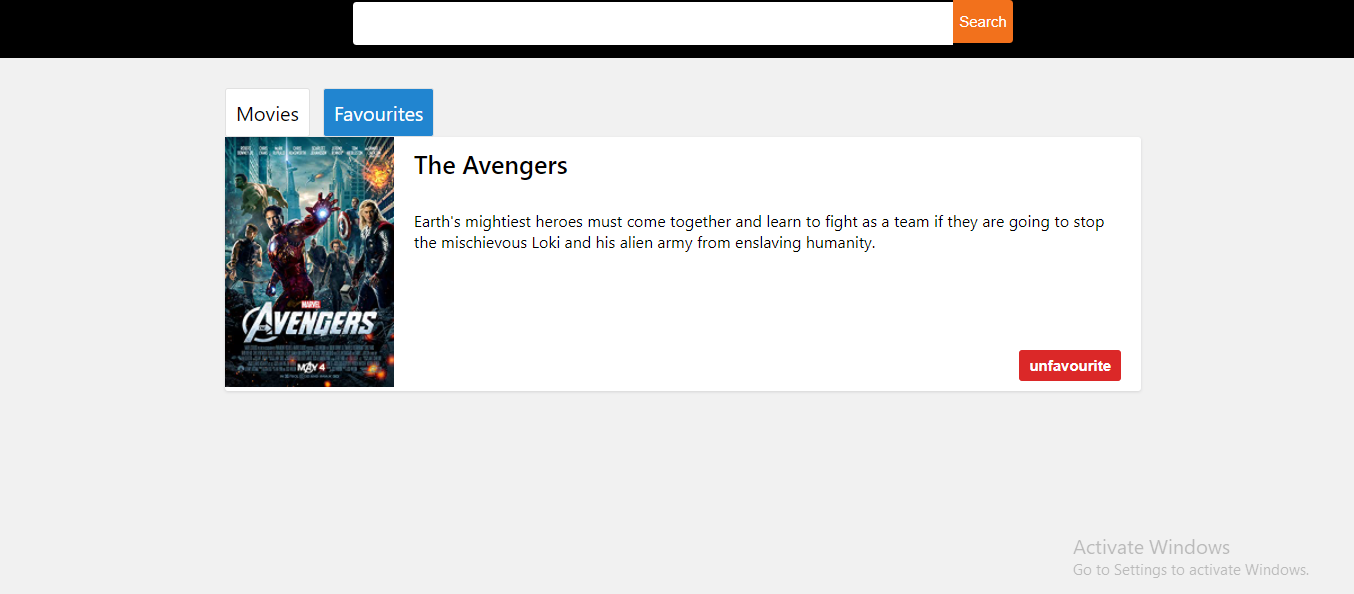 Search
Movies
Favourites
The Avengers
Earth's mightiest heroes must come together and learn to fight as a team if they are going to stop
the mischievous Loki and his alien army from enslaving humanity.
MARVEL
THE AVENGERS
MAY 4
unfavourite
Activate Windows
Go to Settings to activate Windows.